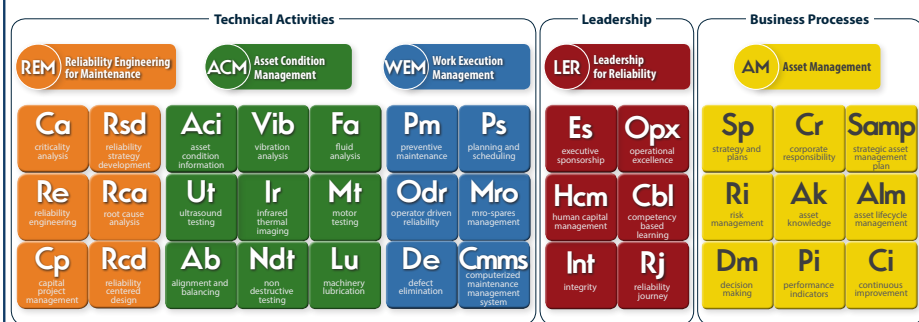 Technical Activities
Leadership
Business Processes
REM Reliability Engineering
for Maintenance
ACM Asset Condition
Management
WEM Work Execution
Management
LER Leadership
for Reliability
AM Asset Management
Ca
criticality
analysis
Rsd
reliability
strategy
development
Aci
asset
condition
information
Vib
vibration
analysis
Fa
fluid
analysis
Pm
preventive
maintenance
Ps
planning and
scheduling
Es
executive
sponsorship
Opx
operational
excellence
Sp
strategy and
plans
Cr
corporate
responsibility
Samp
strategic asset
management
plan
Re
reliability
engineering
Rca
root cause
analysis
Ut
ultrasound
testing
Ir
infrared
thermal
imaging
Mt
motor
testing
Odr
operator driven
reliability
Mro
mro-spares
management
Hcm
human capital
management
Cbl
competency
based
learning
Ri
risk
management
Ak
asset
knowledge
Alm
asset lifecycle
management
Cp
capital
project
management
Rcd
reliability
centered
design
Ab
alignment and
balancing
Ndt
non
destructive
testing
Lu
machinery
lubrication
De
defect
elimination
Cmms
computerized
maintenance
management
system
Int
integrity
Rj
reliability
journey
Dm
decision
making
Pi
performance
indicators
Ci
continuous
improvement